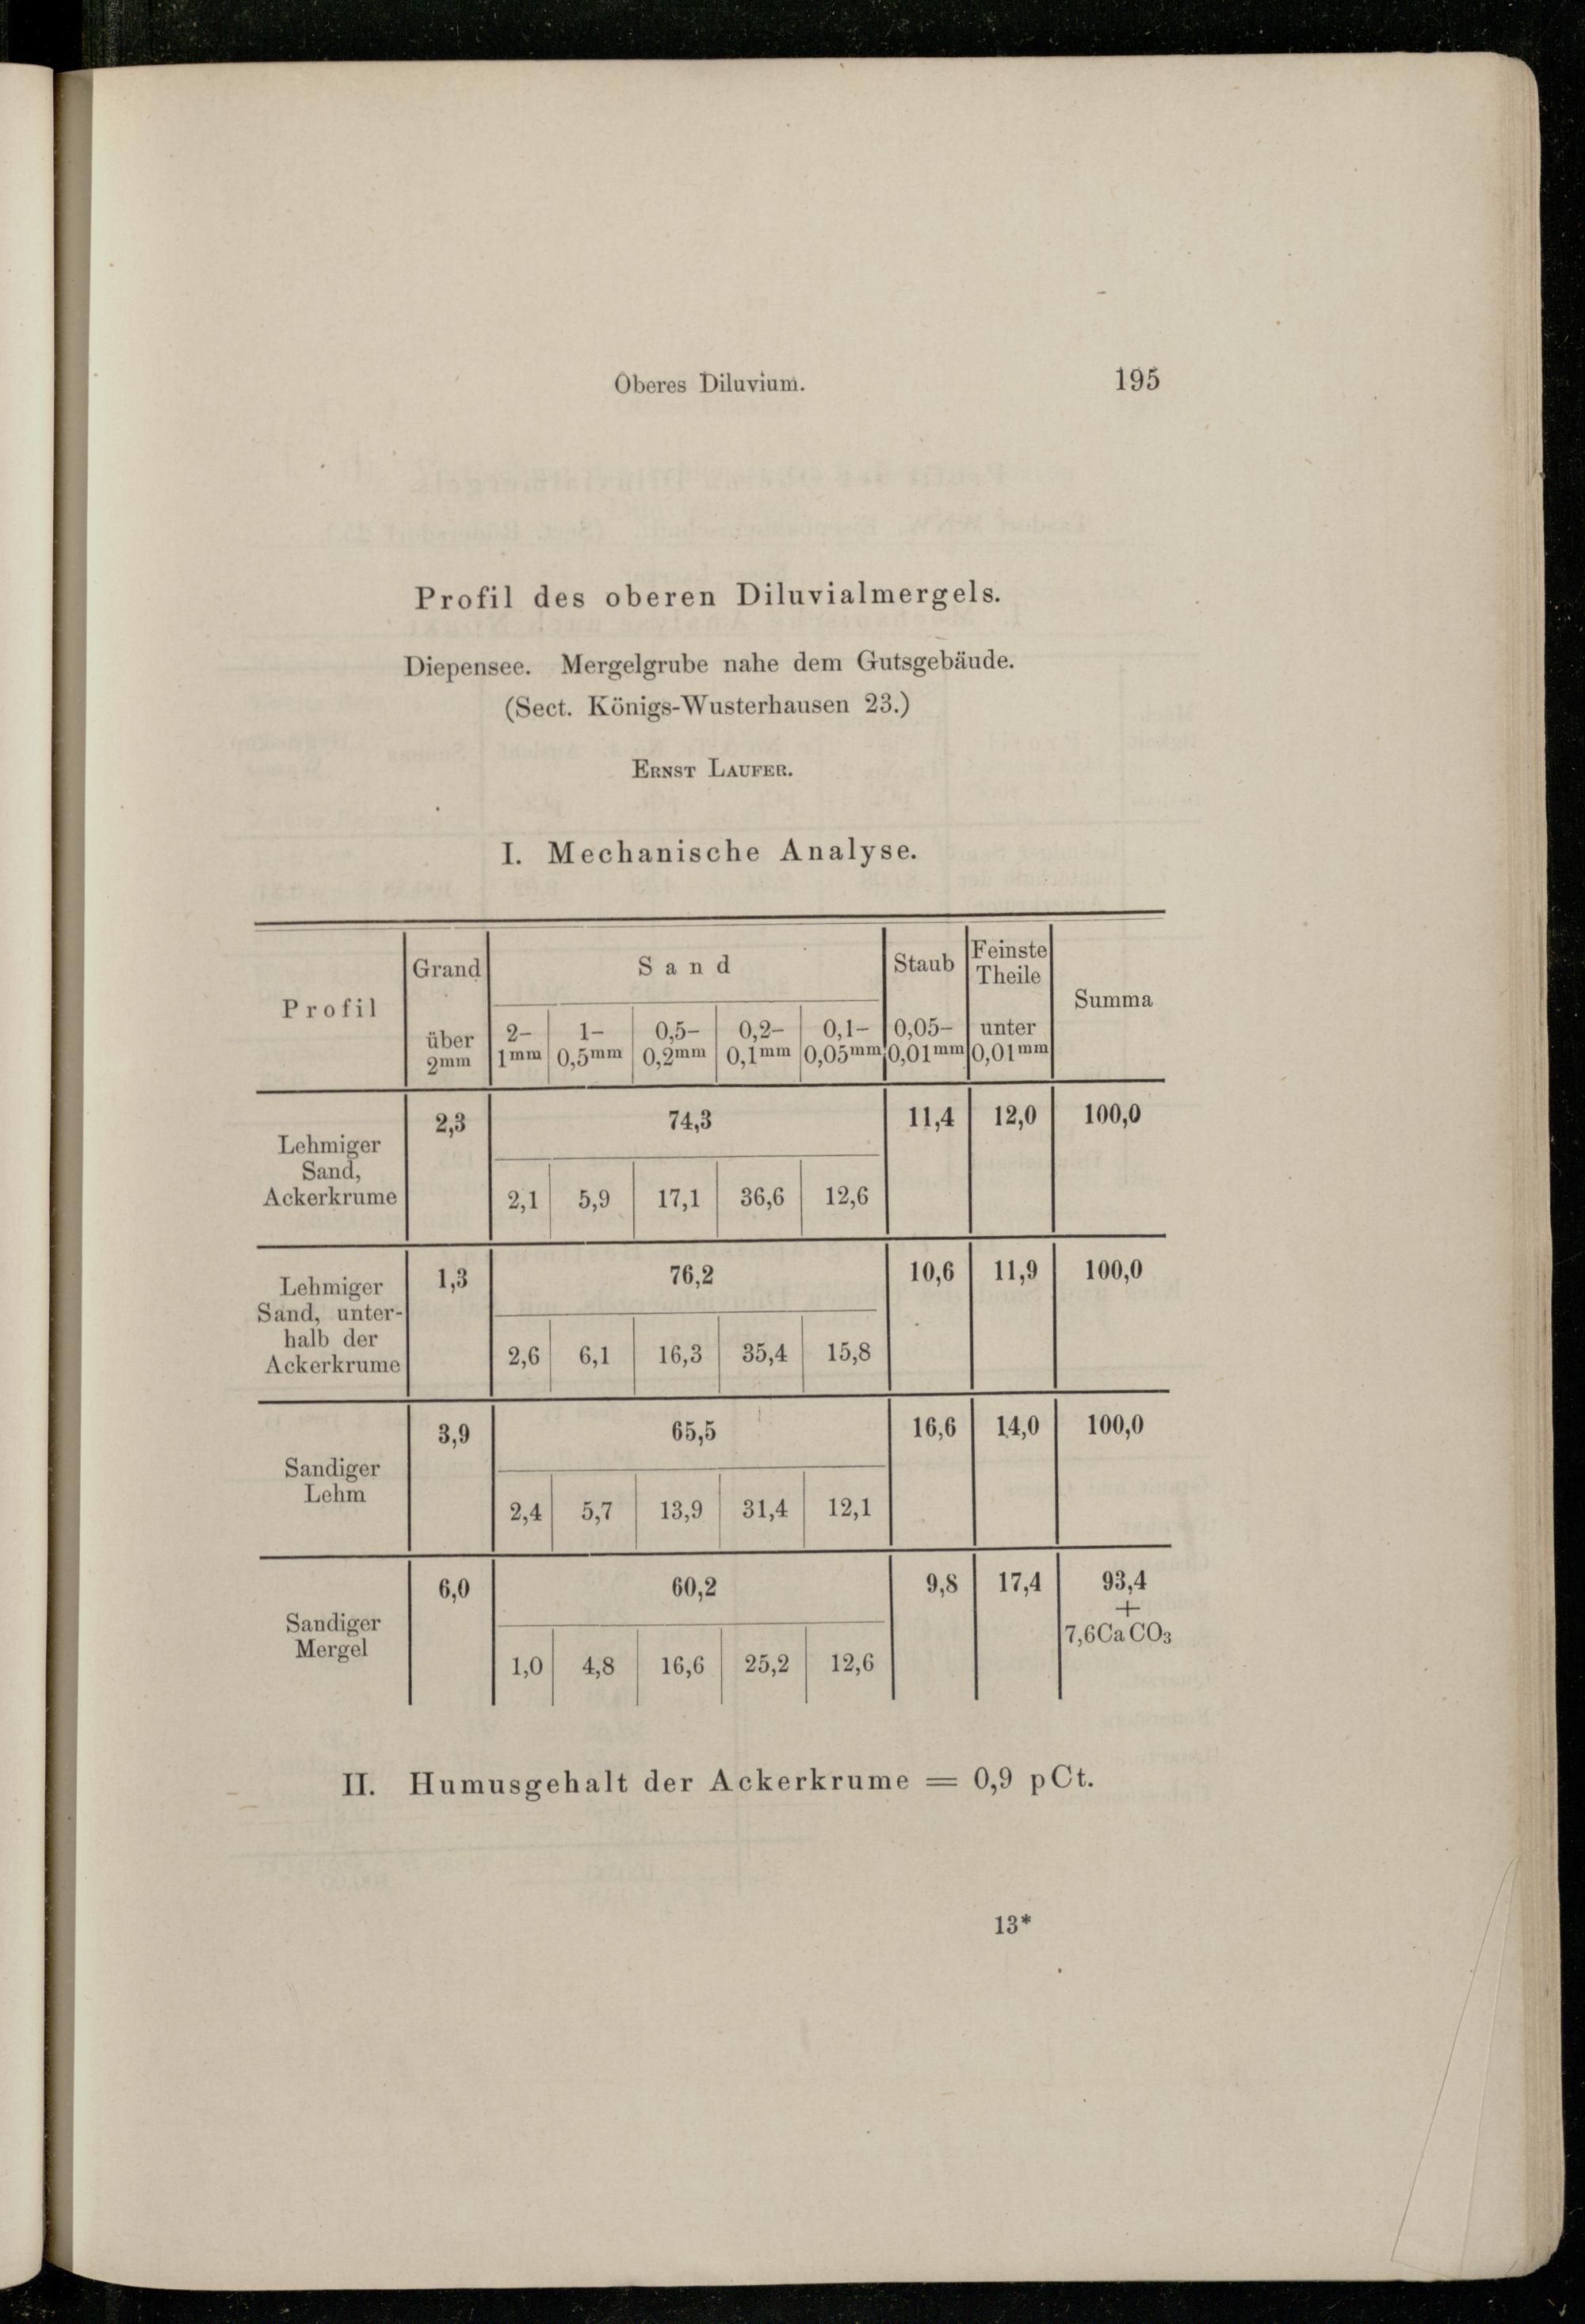 Oberes Diluvium. 195
Profil des oberen Diluvialmergels.
Diepensee. Mergelgrube nahe dem Gutsgebäude.
(Sect. Königs-Wusterhausen 23.)
ERNST LAUFER.
I. Mechanische Analyse.
Profil Grand Sand Staub Feinste Theile Summa
über 2mm 2–1mm 1–0,5mm 0,5–0,2mm 0,2–0,1mm 0,1–0,05mm 0,05–0,01mm unter 0,01mm
Lehmiger Sand, Ackerkrume 2,3 74,3 11,4 12,0 100,0
2,1 5,9 17,1 36,6 12,6
Lehmiger Sand, unterhalb der Ackerkrume 1,3 76,2 10,6 11,9 100,0
2,6 6,1 16,3 35,4 15,8
Sandiger Lehm 3,9 65,5 16,6 14,0 100,0
2,4 5,7 13,9 31,4 12,1
Sandiger Mergel 6,0 60,2 9,8 17,4 93,4 + 7,6CaCO3
1,0 4,8 16,6 25,2 12,6
II. Humusgehalt der Ackerkrume = 0,9 pCt.
13*